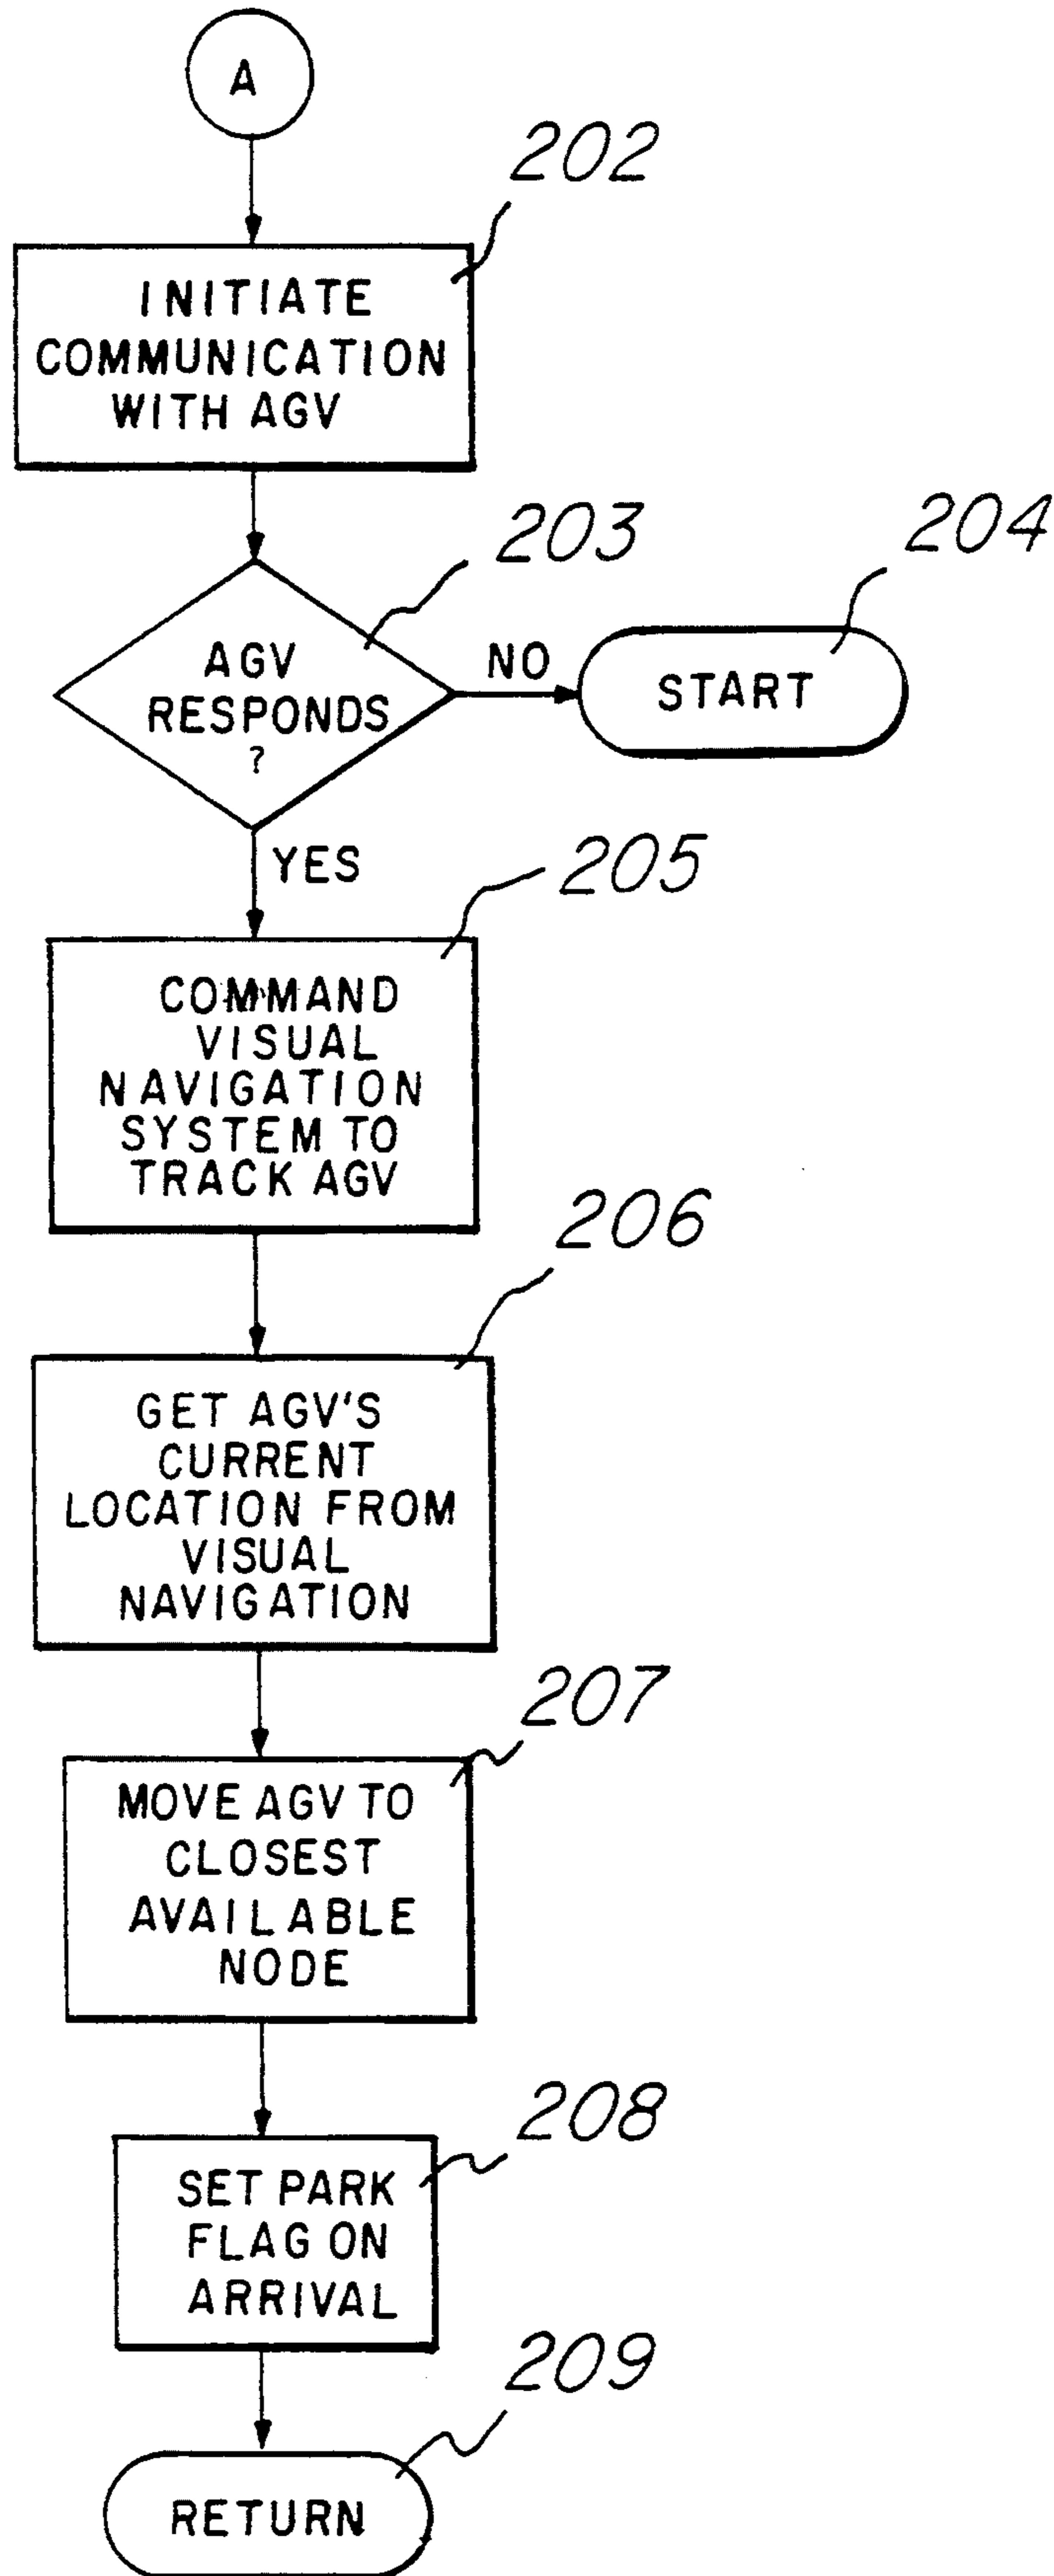 A
202
INITIATE
COMMUNICATION
WITH AGV
203
204
AGV
RESPONDS
?
NO
START
YES
205
COMMAND
VISUAL
NAVIGATION
SYSTEM TO
TRACK AGV
206
GET AGV'S
CURRENT
LOCATION FROM
VISUAL
NAVIGATION
207
MOVE AGV TO
CLOSEST
AVAILABLE
NODE
208
SET PARK
FLAG ON
ARRIVAL
209
RETURN